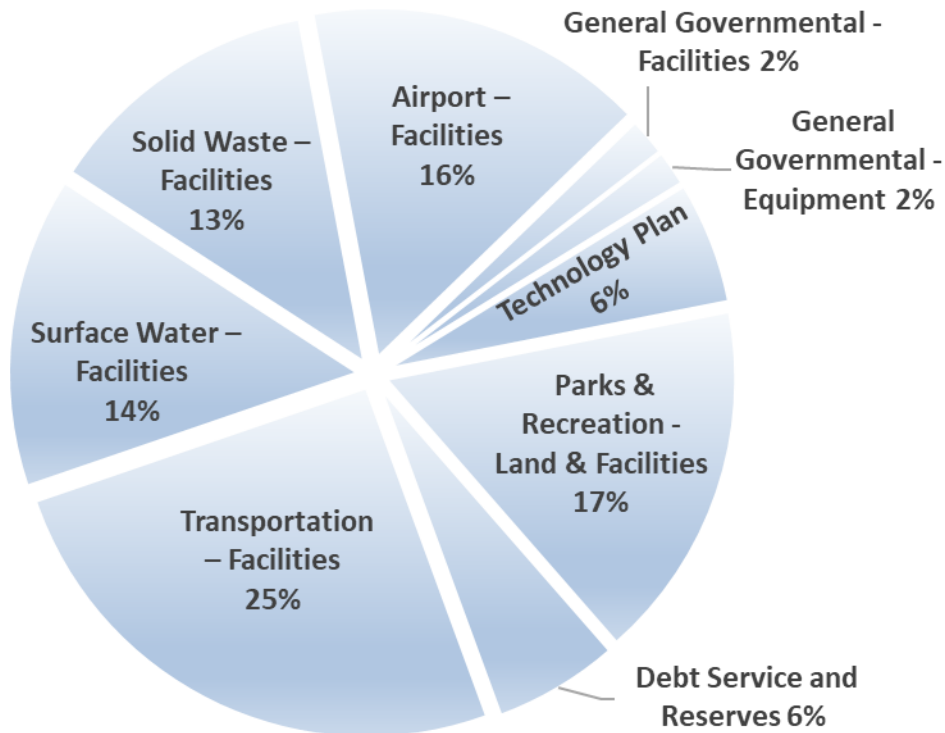 General Governmental -
Facilities 2%
General
Governmental -
Equipment 2%
Technology Plan
6%
Parks &
Recreation -
Land & Facilities
17%
Debt Service and
Reserves 6%
Transportation
– Facilities
25%
Surface Water –
Facilities
14%
Solid Waste –
Facilities
13%
Airport –
Facilities
16%